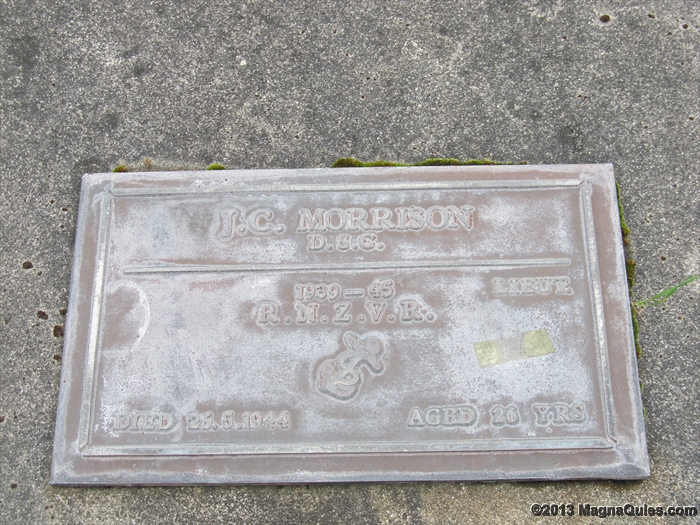 J.C. MORRISON
D.S.C.
1939 – 45 LIEUT.
R.N.Z.V.R.
DIED 26.5.1944 AGED 26 YRS
©2013 MagnaQuies.com